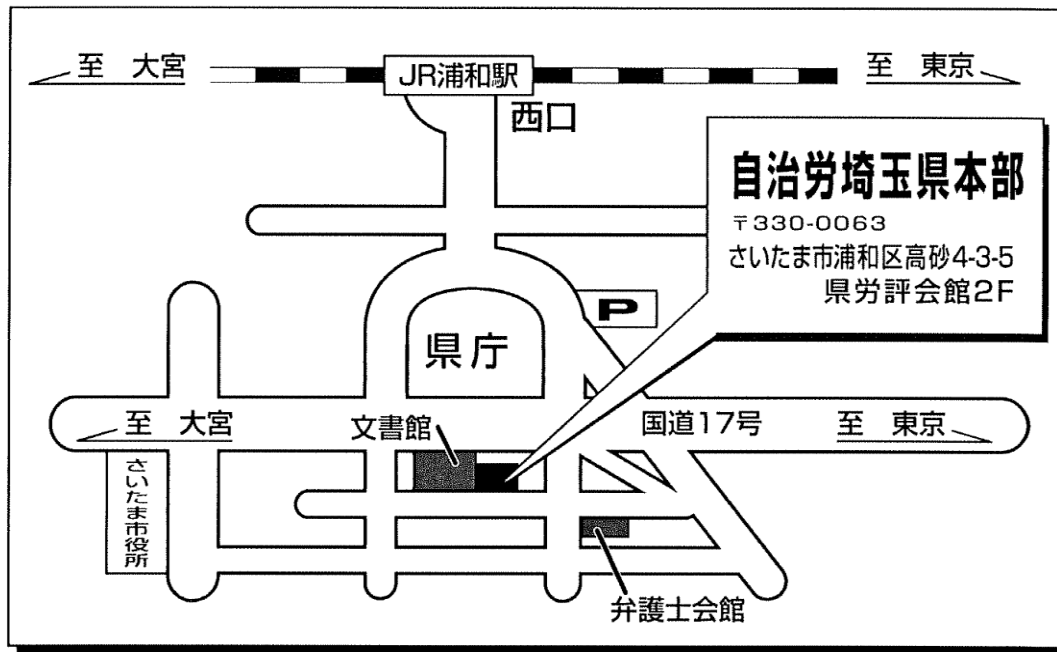 至 大宮
JR浦和駅
至 東京
西口
自治労埼玉県本部
〒330-0063
さいたま市浦和区高砂4-3-5
県労評会館2F
P
県庁
至 大宮
文書館
国道17号
至 東京
さいたま市役所
弁護士会館